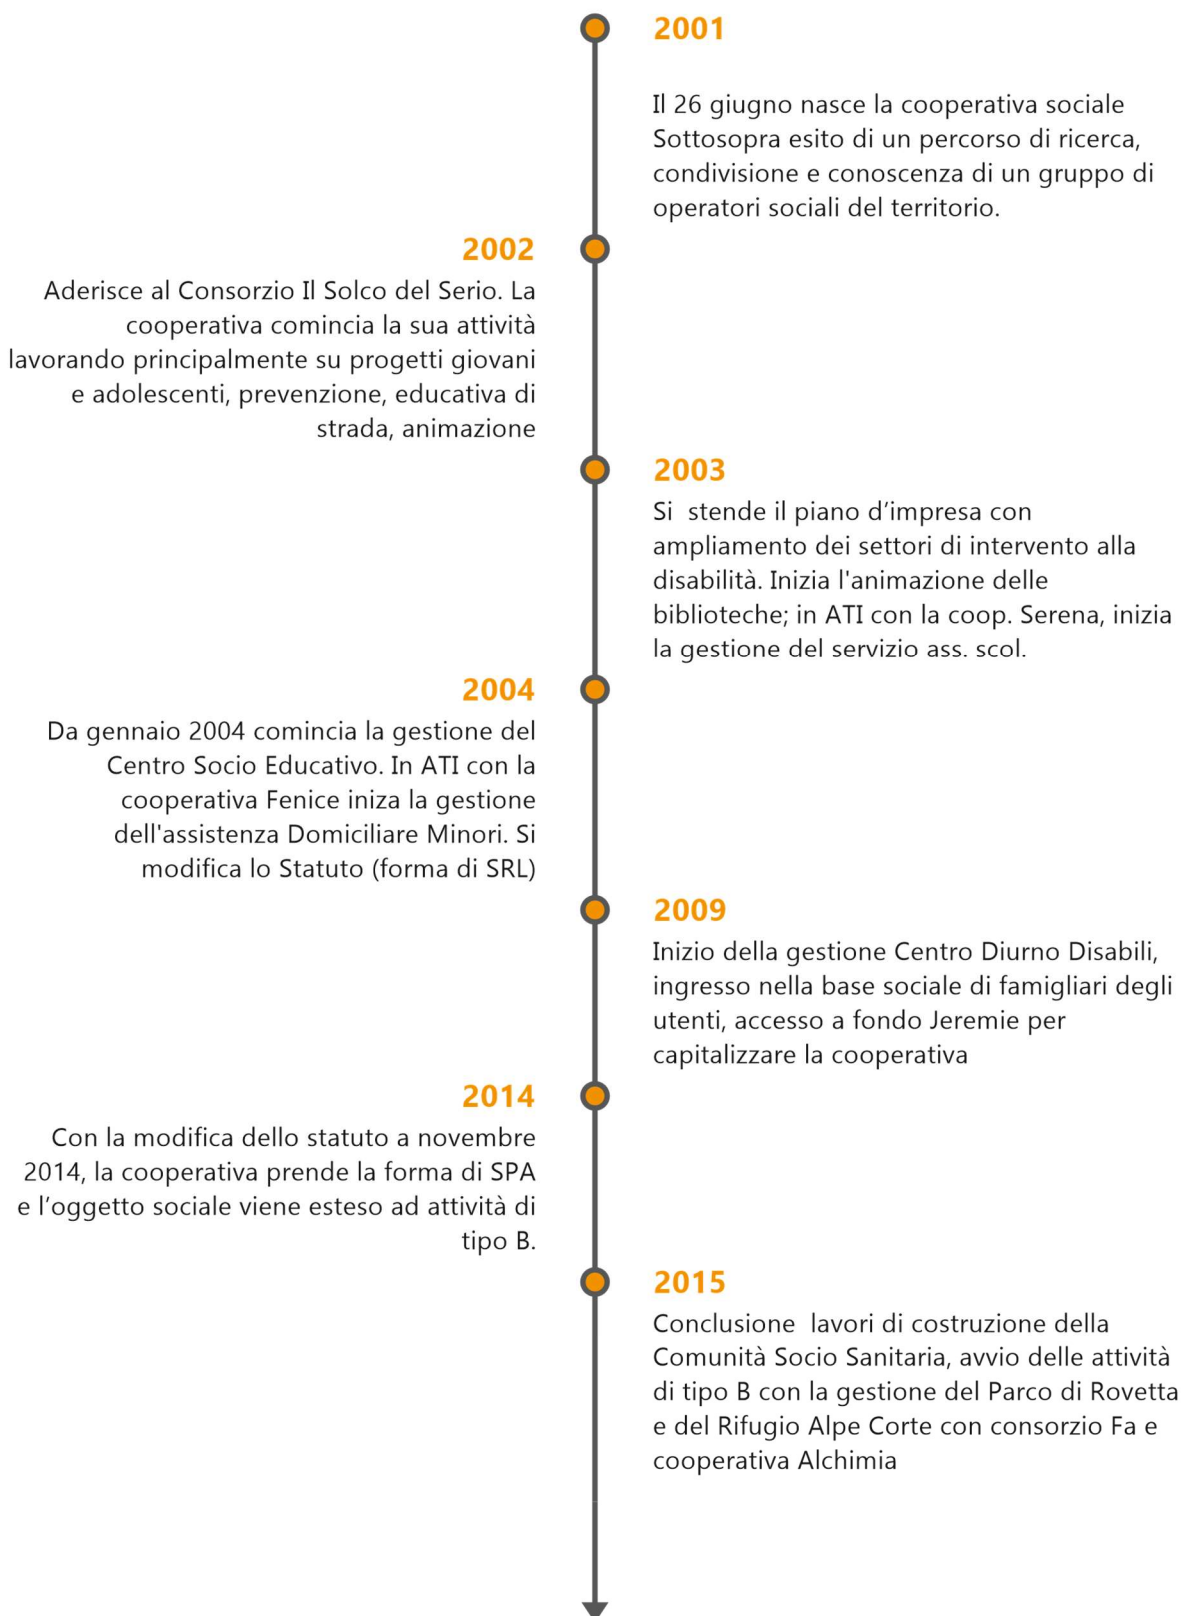 2001
Il 26 giugno nasce la cooperativa sociale
Sottosopra esito di un percorso di ricerca,
condivisione e conoscenza di un gruppo di
operatori sociali del territorio.
2002
Aderisce al Consorzio Il Solco del Serio. La
cooperativa comincia la sua attività
lavorando principalmente su progetti giovani
e adolescenti, prevenzione, educativa di
strada, animazione
2003
Si  stende il piano d’impresa con
ampliamento dei settori di intervento alla
disabilità. Inizia l'animazione delle
biblioteche; in ATI con la coop. Serena, inizia
la gestione del servizio ass. scol.
2004
Da gennaio 2004 comincia la gestione del
Centro Socio Educativo. In ATI con la
cooperativa Fenice iniza la gestione
dell'assistenza Domiciliare Minori. Si
modifica lo Statuto (forma di SRL)
2009
Inizio della gestione Centro Diurno Disabili,
ingresso nella base sociale di famigliari degli
utenti, accesso a fondo Jeremie per
capitalizzare la cooperativa
2014
Con la modifica dello statuto a novembre
2014, la cooperativa prende la forma di SPA
e l’oggetto sociale viene esteso ad attività di
tipo B.
2015
Conclusione  lavori di costruzione della
Comunità Socio Sanitaria, avvio delle attività
di tipo B con la gestione del Parco di Rovetta
e del Rifugio Alpe Corte con consorzio Fa e
cooperativa Alchimia